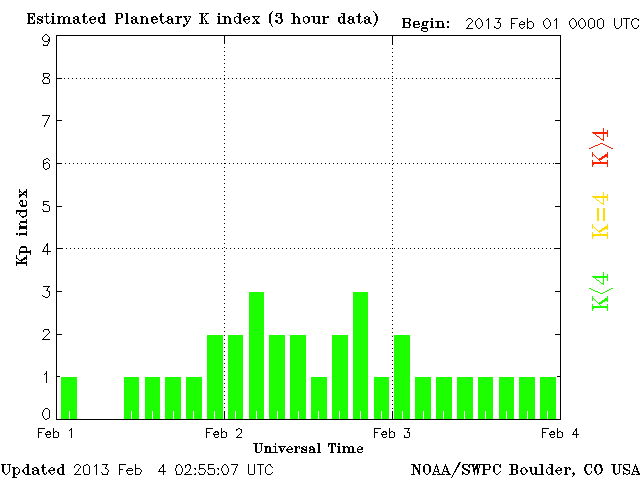 Estimated Planetary K index (3 hour data) Begin: 2013 Feb 01 0000 UTC
9
8
7
6
5
4
3
2
1
0
Kp index
K>4
K=4
K<4
Feb 1 Feb 2 Feb 3 Feb 4
Universal Time
Updated 2013 Feb 4 02:55:07 UTC NOAA/SWPC Boulder, CO USA